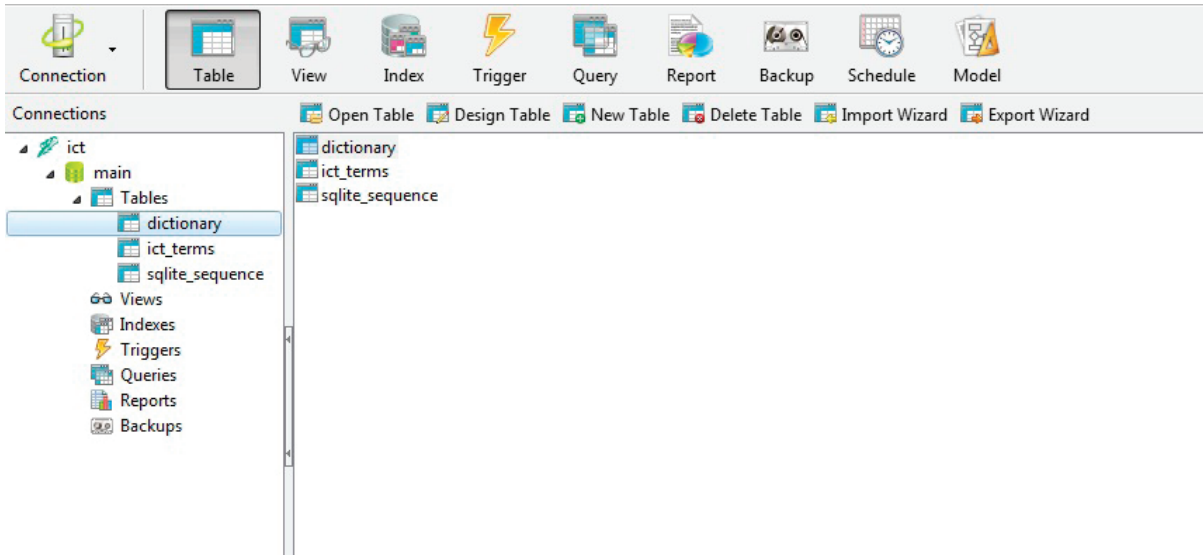 Connection Table View Index Trigger Query Report Backup Schedule Model
Connections Open Table Design Table New Table Delete Table Import Wizard Export Wizard
ict
main
Tables
dictionary
ict_terms
sqlite_sequence
Views
Indexes
Triggers
Queries
Reports
Backups
dictionary
ict_terms
sqlite_sequence